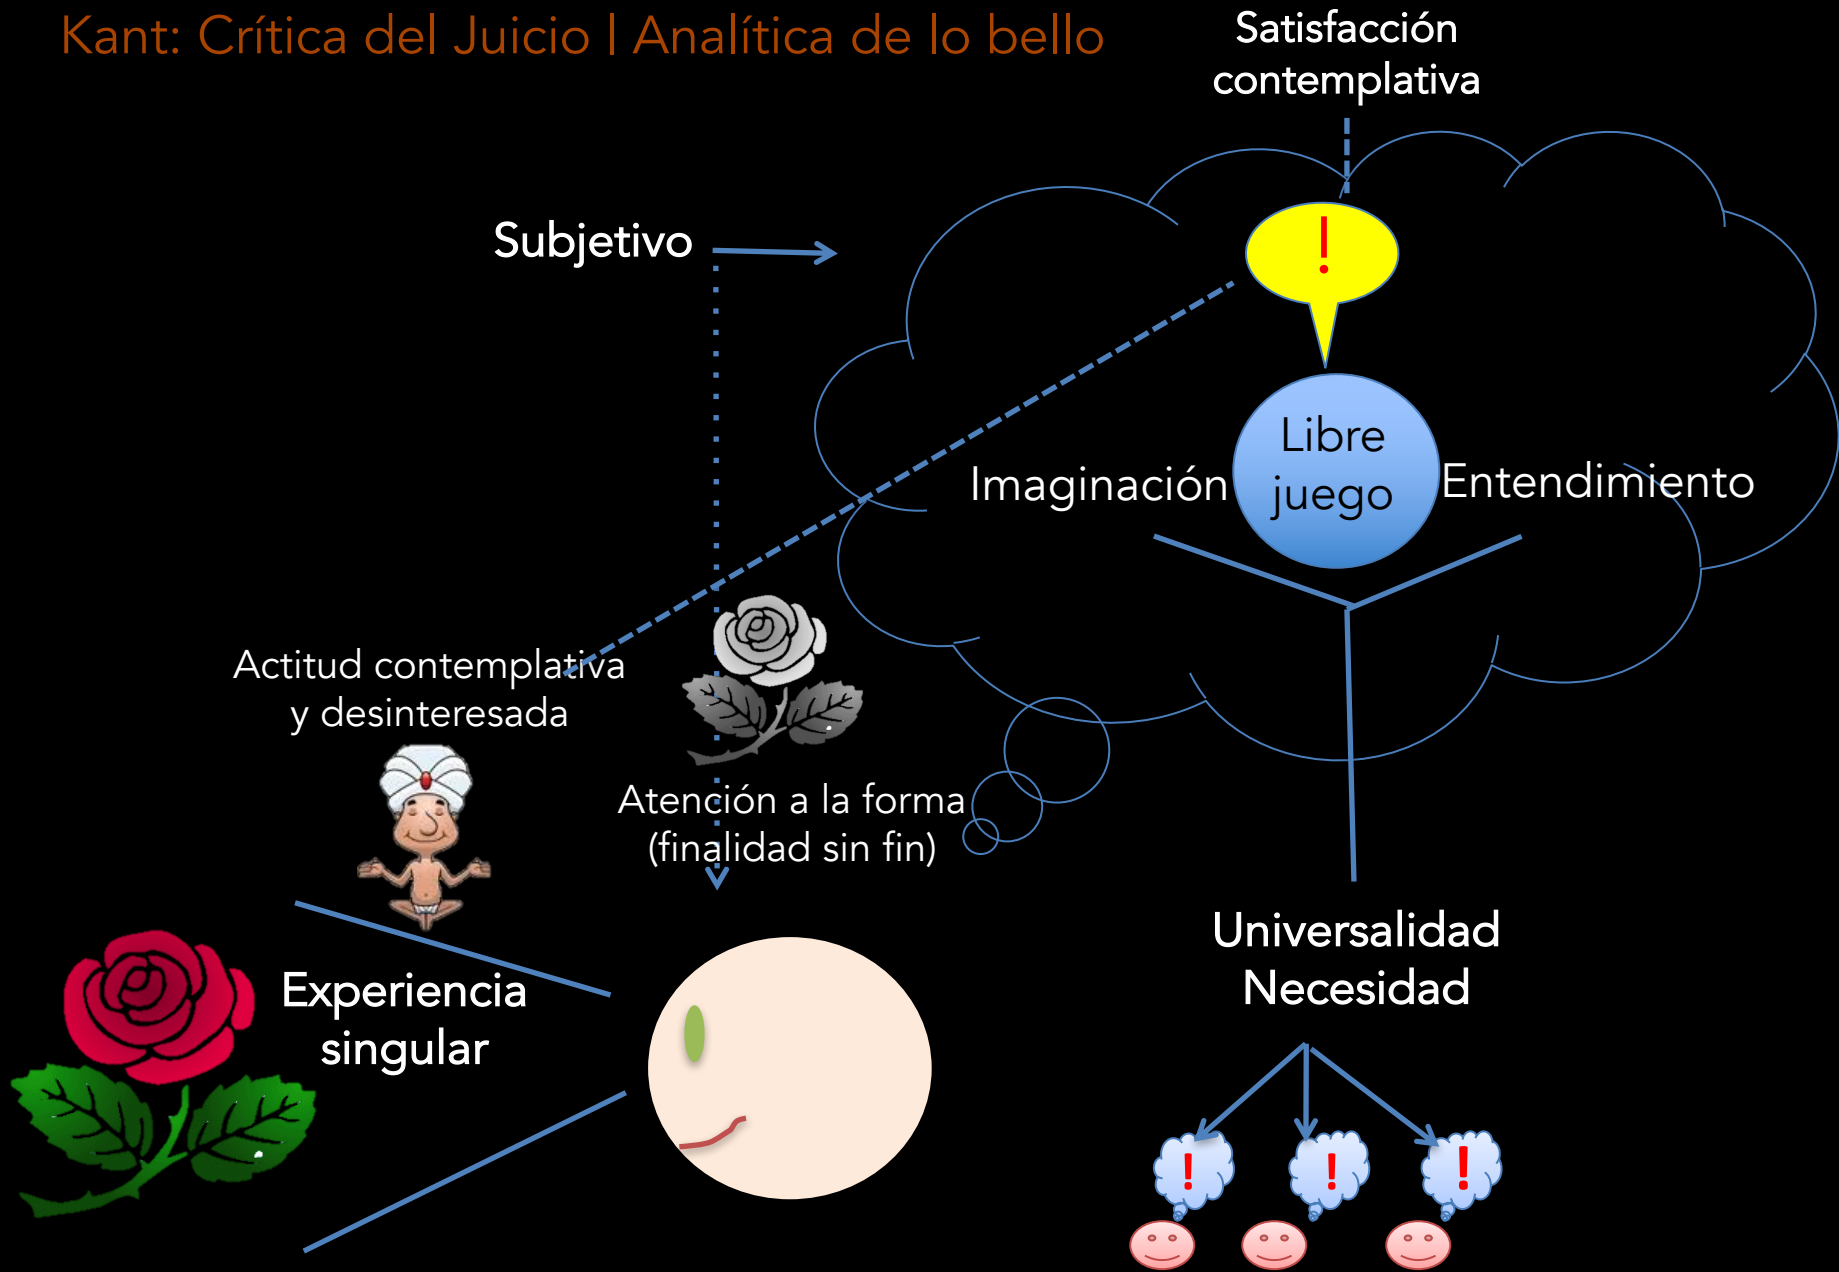 Kant: Crítica del Juicio | Analítica de lo bello
Satisfacción
contemplativa
Subjetivo
!
Libre
juego
Imaginación
Entendimiento
Actitud contemplativa
y desinteresada
Atención a la forma
(finalidad sin fin)
Experiencia
singular
Universalidad
Necesidad
!
!
!